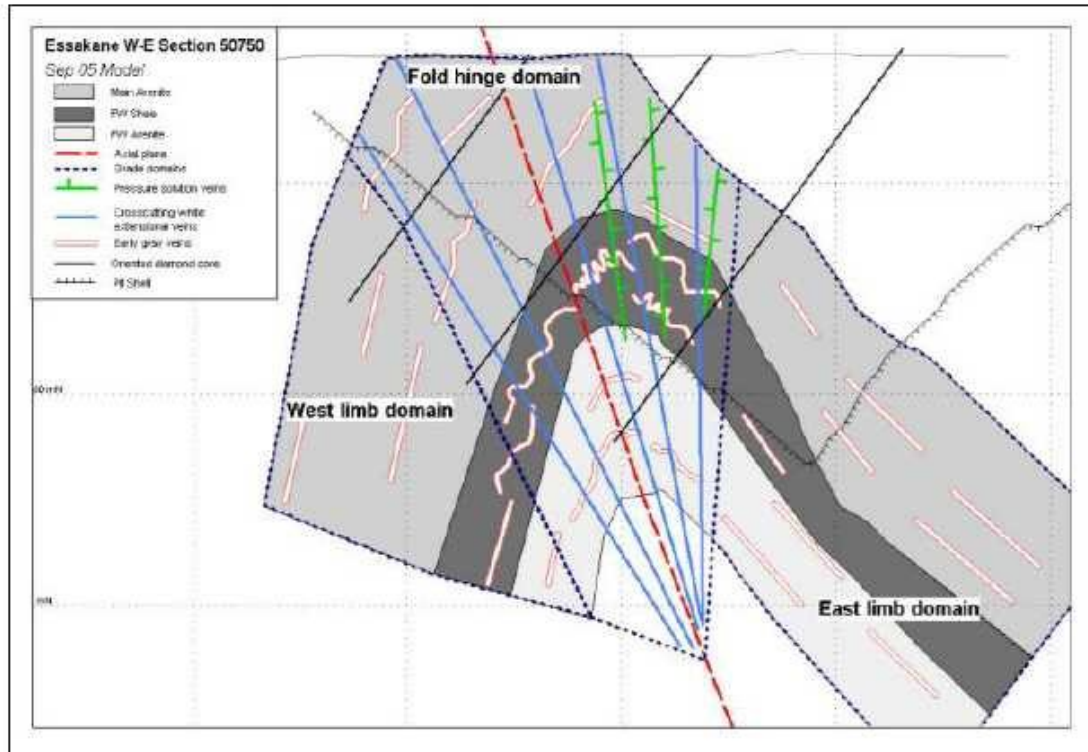 Essakane W-E Section 50750
Sep 05 Model
Main Arenite
FW Shale
FW Arenite
Axial plane
Grade domains
Pressure solution veins
Crosscutting white
extensional veins
Early gray veins
Oriented diamond core
Pit Shell
Fold hinge domain
West limb domain
East limb domain